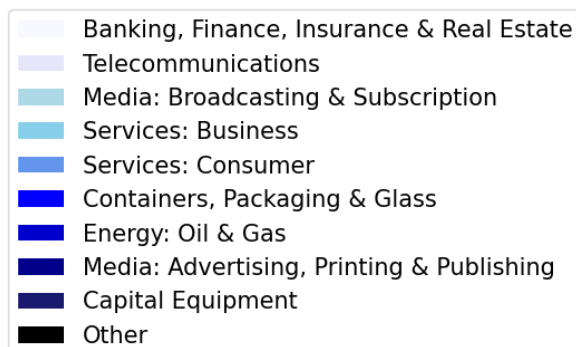 Banking, Finance, Insurance & Real Estate
Telecommunications
Media: Broadcasting & Subscription
Services: Business
Services: Consumer
Containers, Packaging & Glass
Energy: Oil & Gas
Media: Advertising, Printing & Publishing
Capital Equipment
Other